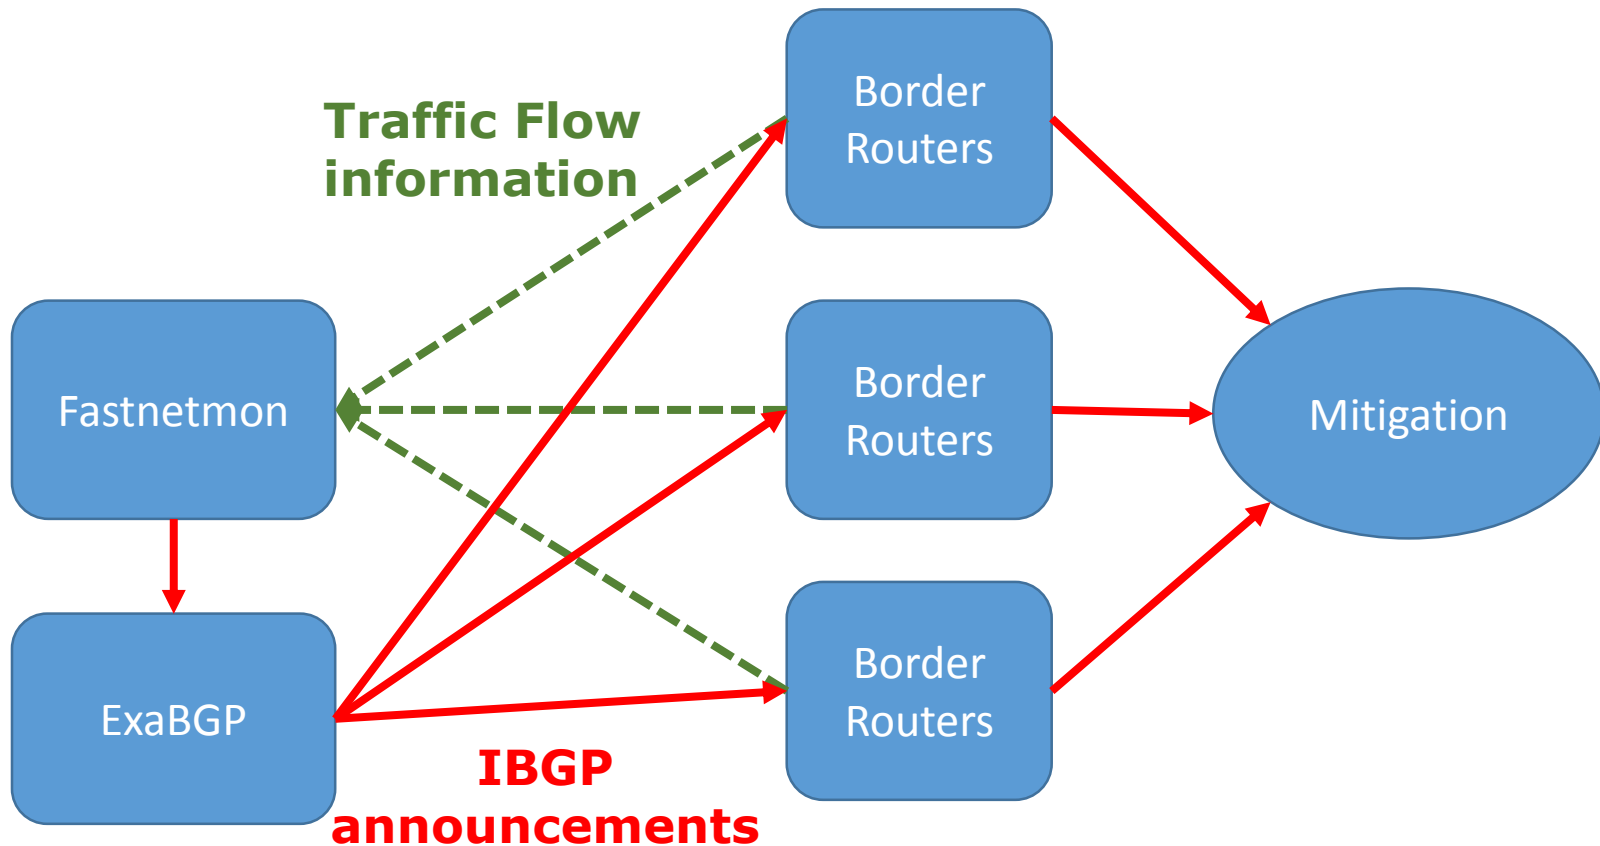 Border
Routers
Traffic Flow
information
Fastnetmon
Border
Routers
Mitigation
ExaBGP
Border
Routers
IBGP
announcements